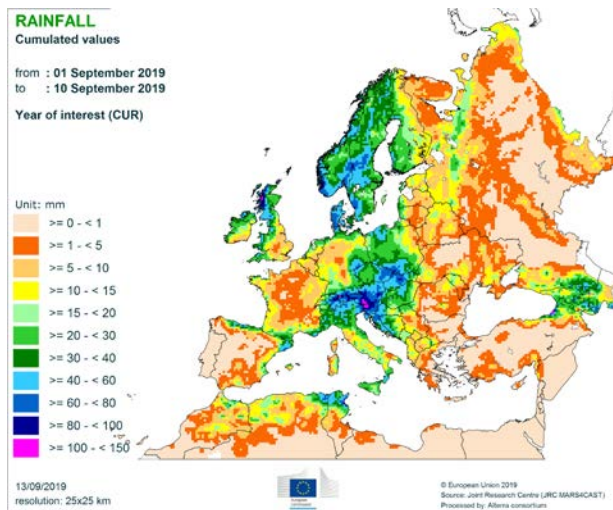 RAINFALL
Cumulated values
from : 01 September 2019
to : 10 September 2019
Year of interest (CUR)
Unit: mm
>= 0 - < 1
>= 1 - < 5
>= 5 - < 10
>= 10 - < 15
>= 15 - < 20
>= 20 - < 30
>= 30 - < 40
>= 40 - < 60
>= 60 - < 80
>= 80 - < 100
>= 100 - < 150
13/09/2019
resolution: 25x25 km
European
Commission
© European Union 2019
Source: Joint Research Centre (JRC MARS4CAST)
Processed by: Alterra consortium